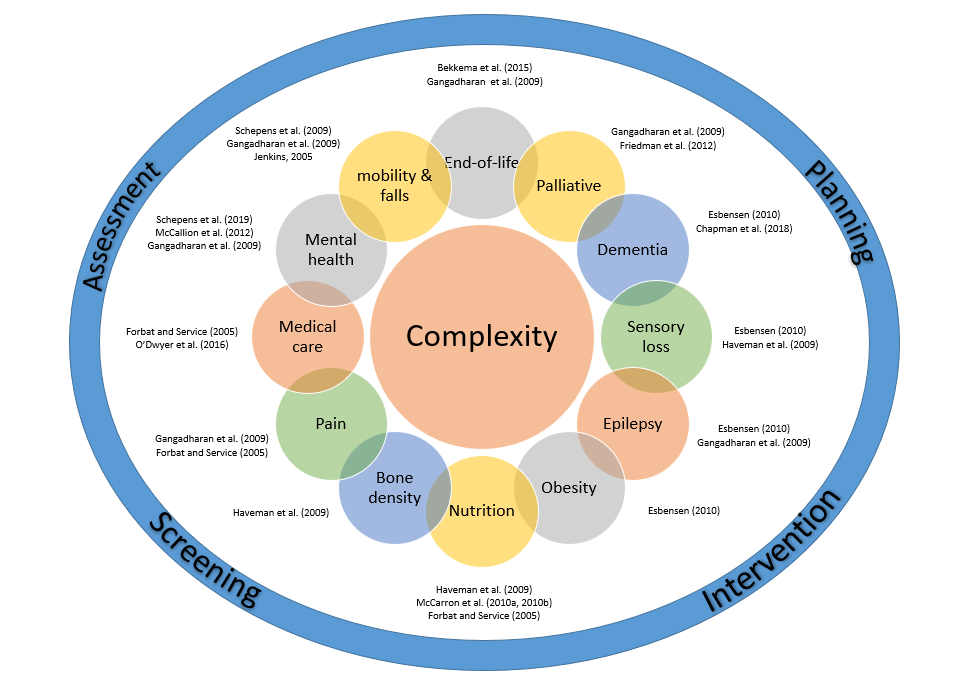 Bekkema et al. (2015)
Gangadharan  et al. (2009)
End-of-life
Gangadharan et al. (2009)
Friedman et al. (2012)
Palliative
Planning
Esbensen (2010)
Chapman et al. (2018)
Dementia
Esbensen (2010)
Haveman et al. (2009)
Sensory
loss
Esbensen (2010)
Gangadharan et al. (2009)
Epilepsy
Intervention
Esbensen (2010)
Obesity
Nutrition
Haveman et al. (2009)
McCarron et al. (2010a, 2010b)
Forbat and Service (2005)
Bone
density
Haveman et al. (2009)
Screening
Pain
Gangadharan et al. (2009)
Forbat and Service (2005)
Medical
care
Forbat and Service (2005)
O'Dwyer et al. (2016)
Mental
health
Schepens et al. (2019)
McCallion et al. (2012)
Gangadharan et al. (2009)
Assessment
mobility &
falls
Schepens et al. (2009)
Gangadharan et al. (2009)
Jenkins, 2005
Complexity